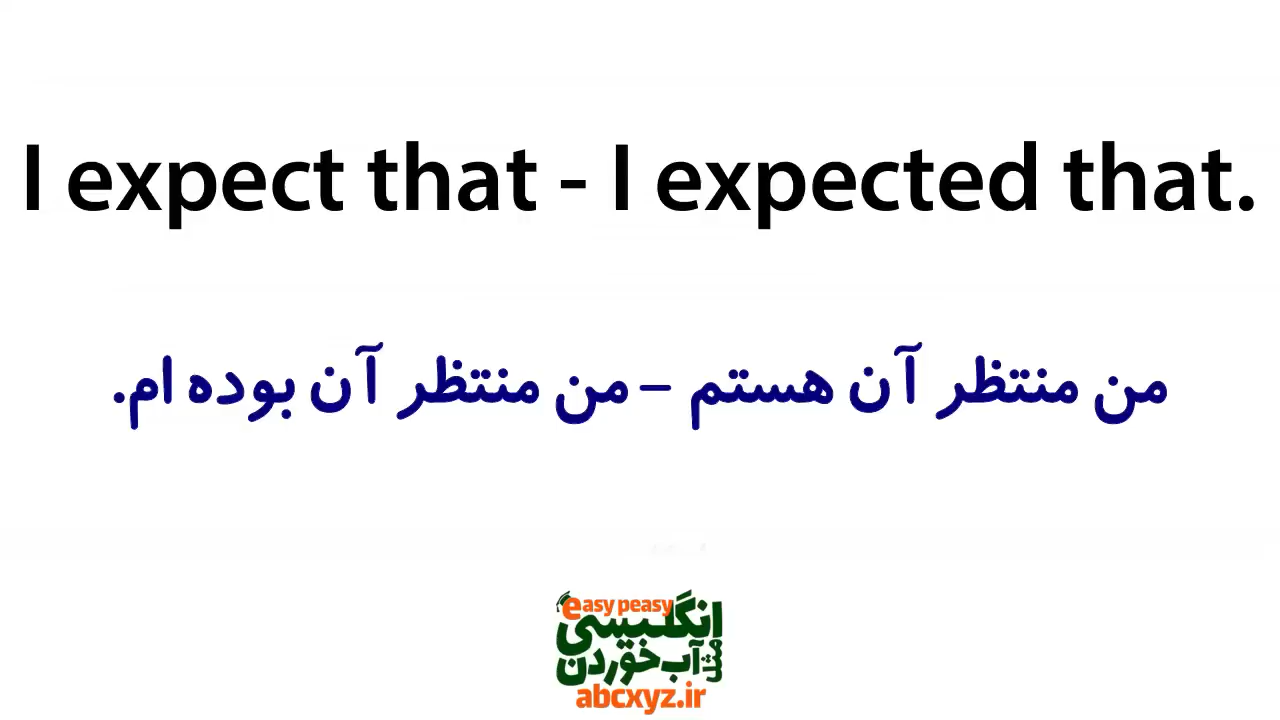 I expect that - I expected that.
من منتظر آن هستم – من منتظر آن بوده ام.
easy peasy
انگلیسی
مثل آب خوردن
abcxyz.ir